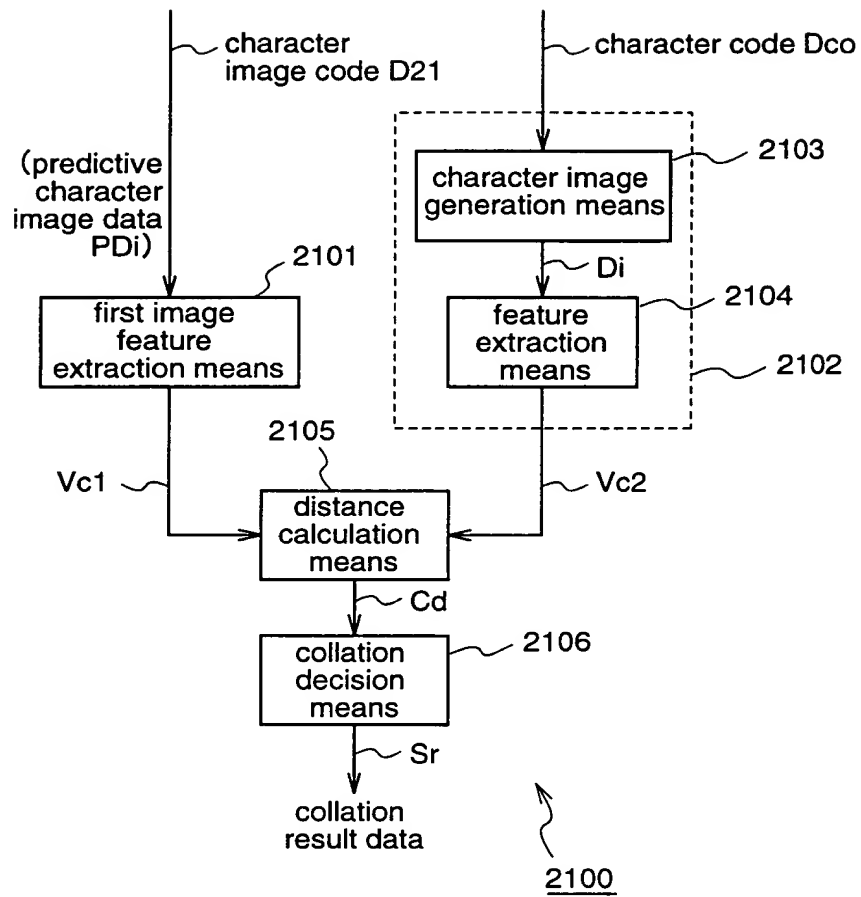 character
image code D21
character code Dco
(predictive
character
image data
PDi)
2103
character image
generation means
Di
2101
first image
feature
extraction means
2104
feature
extraction
means
2102
2105
Vc1
Vc2
distance
calculation
means
Cd
2106
collation
decision
means
Sr
collation
result data
2100